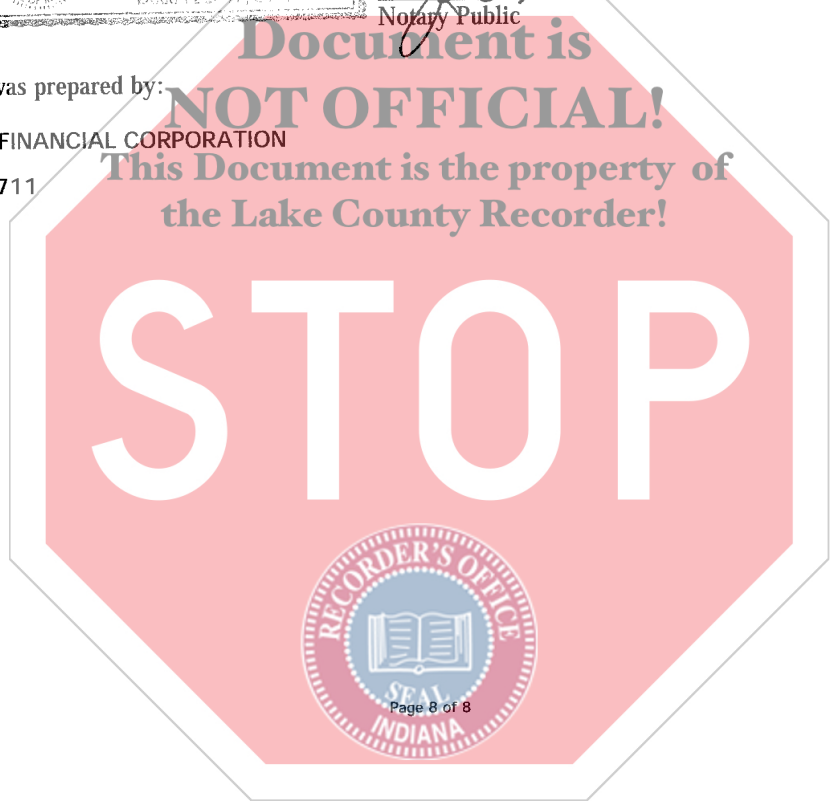 Notary Public
Document is
was prepared by:
NOT OFFICIAL!
FINANCIAL CORPORATION
This Document is the property of
711
the Lake County Recorder!
STOP
RECORDER'S OFFICE
SEAL
Page 8 of 8
INDIANA